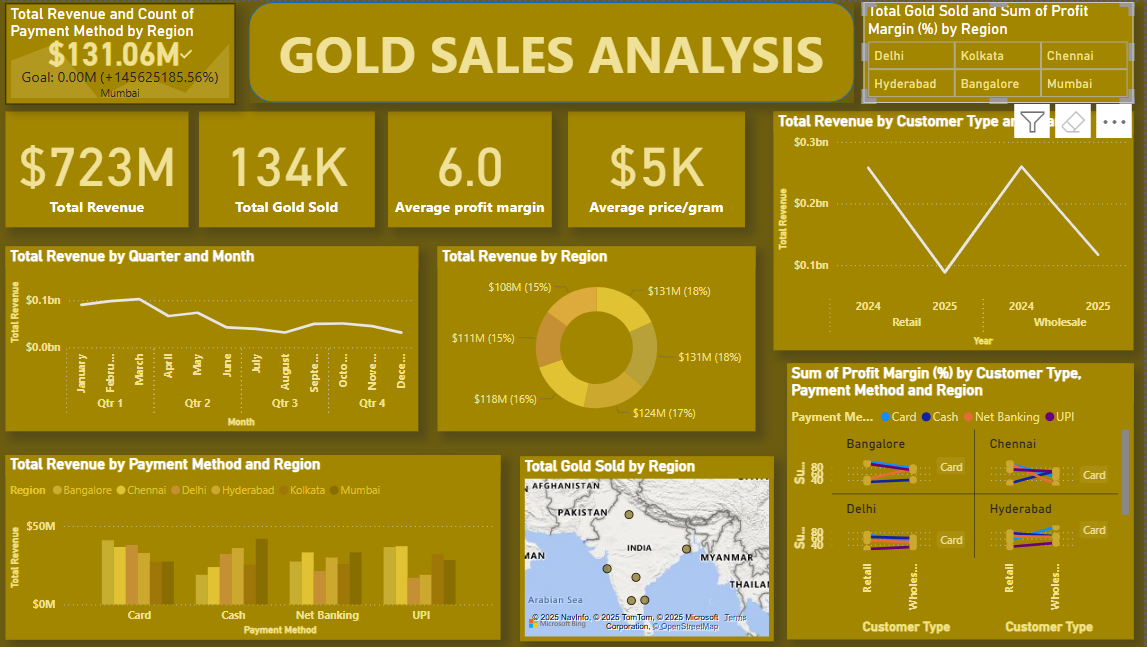 Total Revenue and Count of
Payment Method by Region
$131.06M
Goal: 0.00M (+145625185.56%)
Mumbai
GOLD SALES ANALYSIS
Total Gold Sold and Sum of Profit
Margin (%) by Region
Delhi Kolkata Chennai
Hyderabad Bangalore Mumbai
$723M
Total Revenue
134K
Total Gold Sold
6.0
Average profit margin
$5K
Average price/gram
Total Revenue by Customer Type an
$0.3bn
$0.2bn
$0.1bn
Total Revenue
2024 2025 2024 2025
Retail Wholesale
Year
Total Revenue by Quarter and Month
$0.1bn
$0.0bn
Total Revenue
January Febru... March April May June July August Septe... Octo... Nove... Dece...
Qtr 1 Qtr 2 Qtr 3 Qtr 4
Month
Total Revenue by Region
$108M (15%)
$131M (18%)
$111M (15%)
$131M (18%)
$118M (16%)
$124M (17%)
Sum of Profit Margin (%) by Customer Type,
Payment Method and Region
Payment Me... Card Cash Net Banking UPI
Bangalore Chennai
Su...
80
60
40
Card Card
Delhi Hyderabad
Su...
80
60
40
Card Card
Retail Wholes... Retail Wholes...
Customer Type Customer Type
Total Revenue by Payment Method and Region
Region Bangalore Chennai Delhi Hyderabad Kolkata Mumbai
$50M
$0M
Total Revenue
Card Cash Net Banking UPI
Payment Method
Total Gold Sold by Region
AFGHANISTAN
PAKISTAN
MAN
INDIA
MYANMAR
THAILAN
Arabian Sea
© 2025 NavInfo, © 2025 TomTom, © 2025 Microsoft Terms
Corporation, © OpenStreetMap
Microsoft Bing